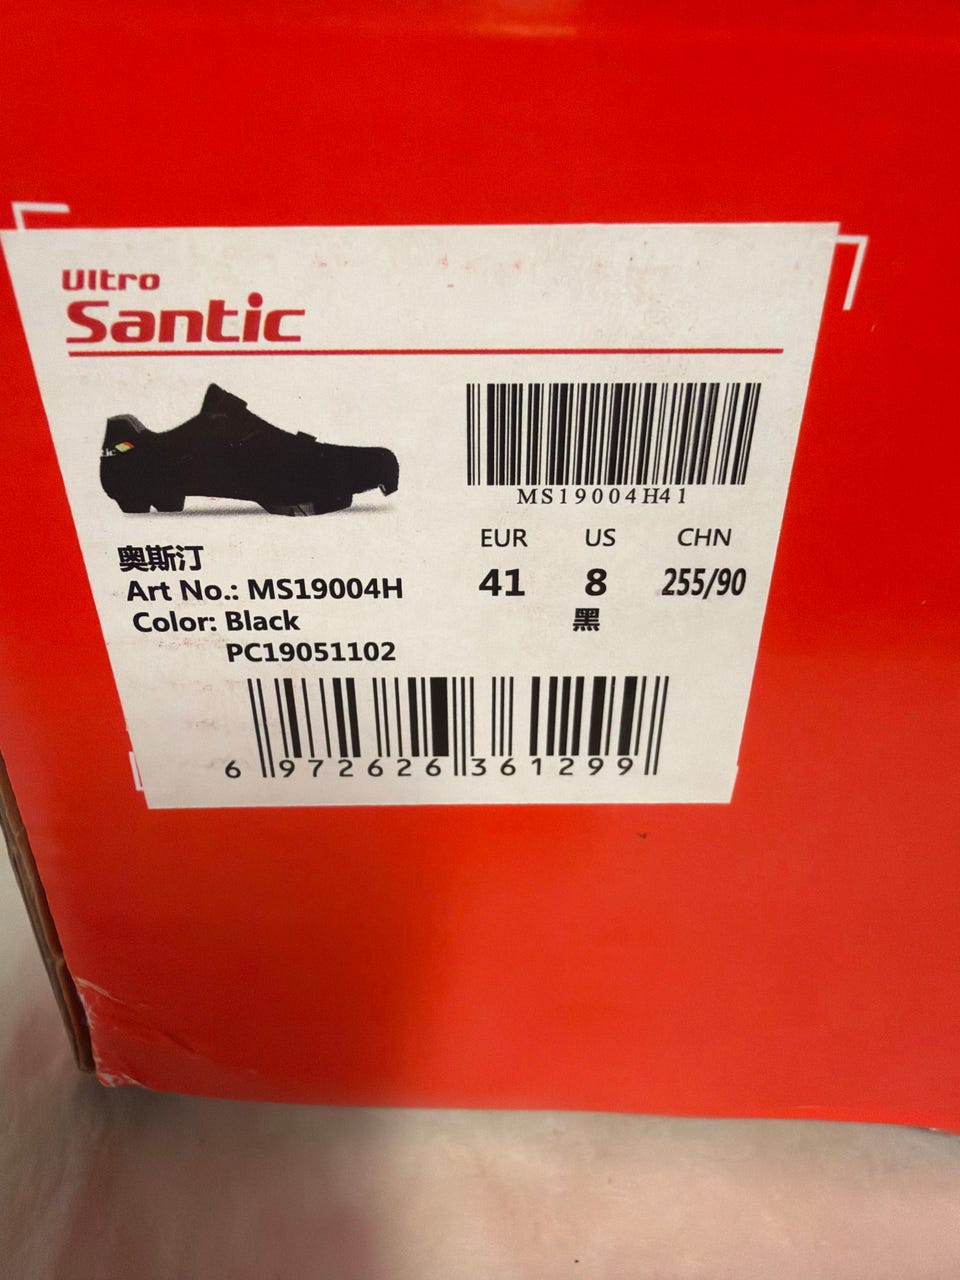 Ultro
Santic
MS19004H41
EUR US CHN
41 8 255/90
黑
奥斯汀
Art No.: MS19004H
Color: Black
PC19051102
6 972626 361299